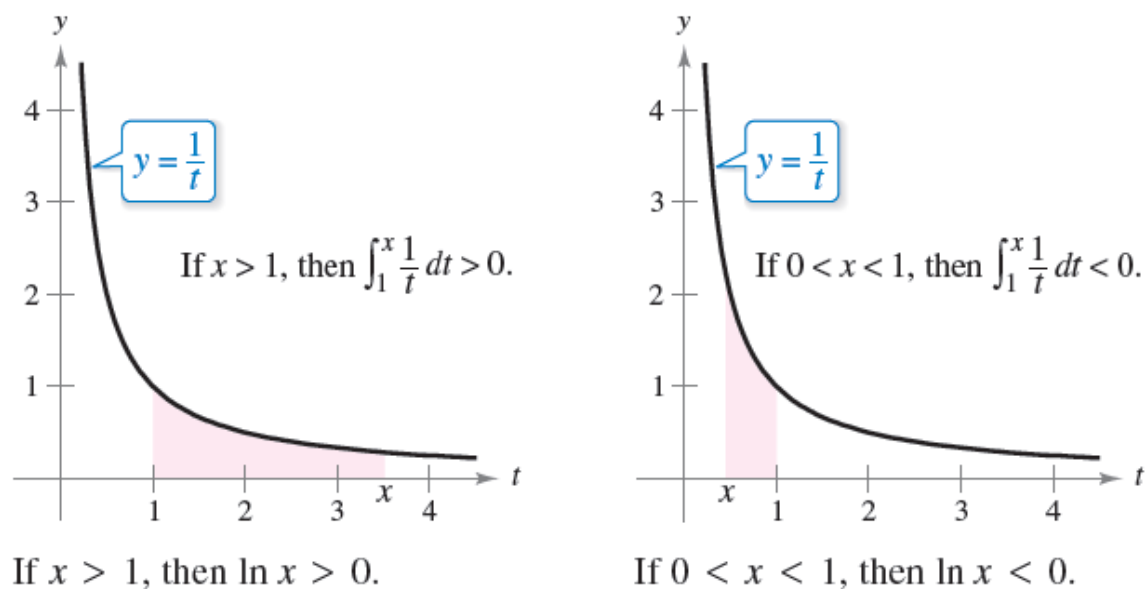 y
4
3
2
1
y = 1/t
If x > 1, then ∫₁ˣ 1/t dt > 0.
1 2 3 x 4 t
If x > 1, then ln x > 0.
y
4
3
2
1
y = 1/t
If 0 < x < 1, then ∫₁ˣ 1/t dt < 0.
x 1 2 3 4 t
If 0 < x < 1, then ln x < 0.